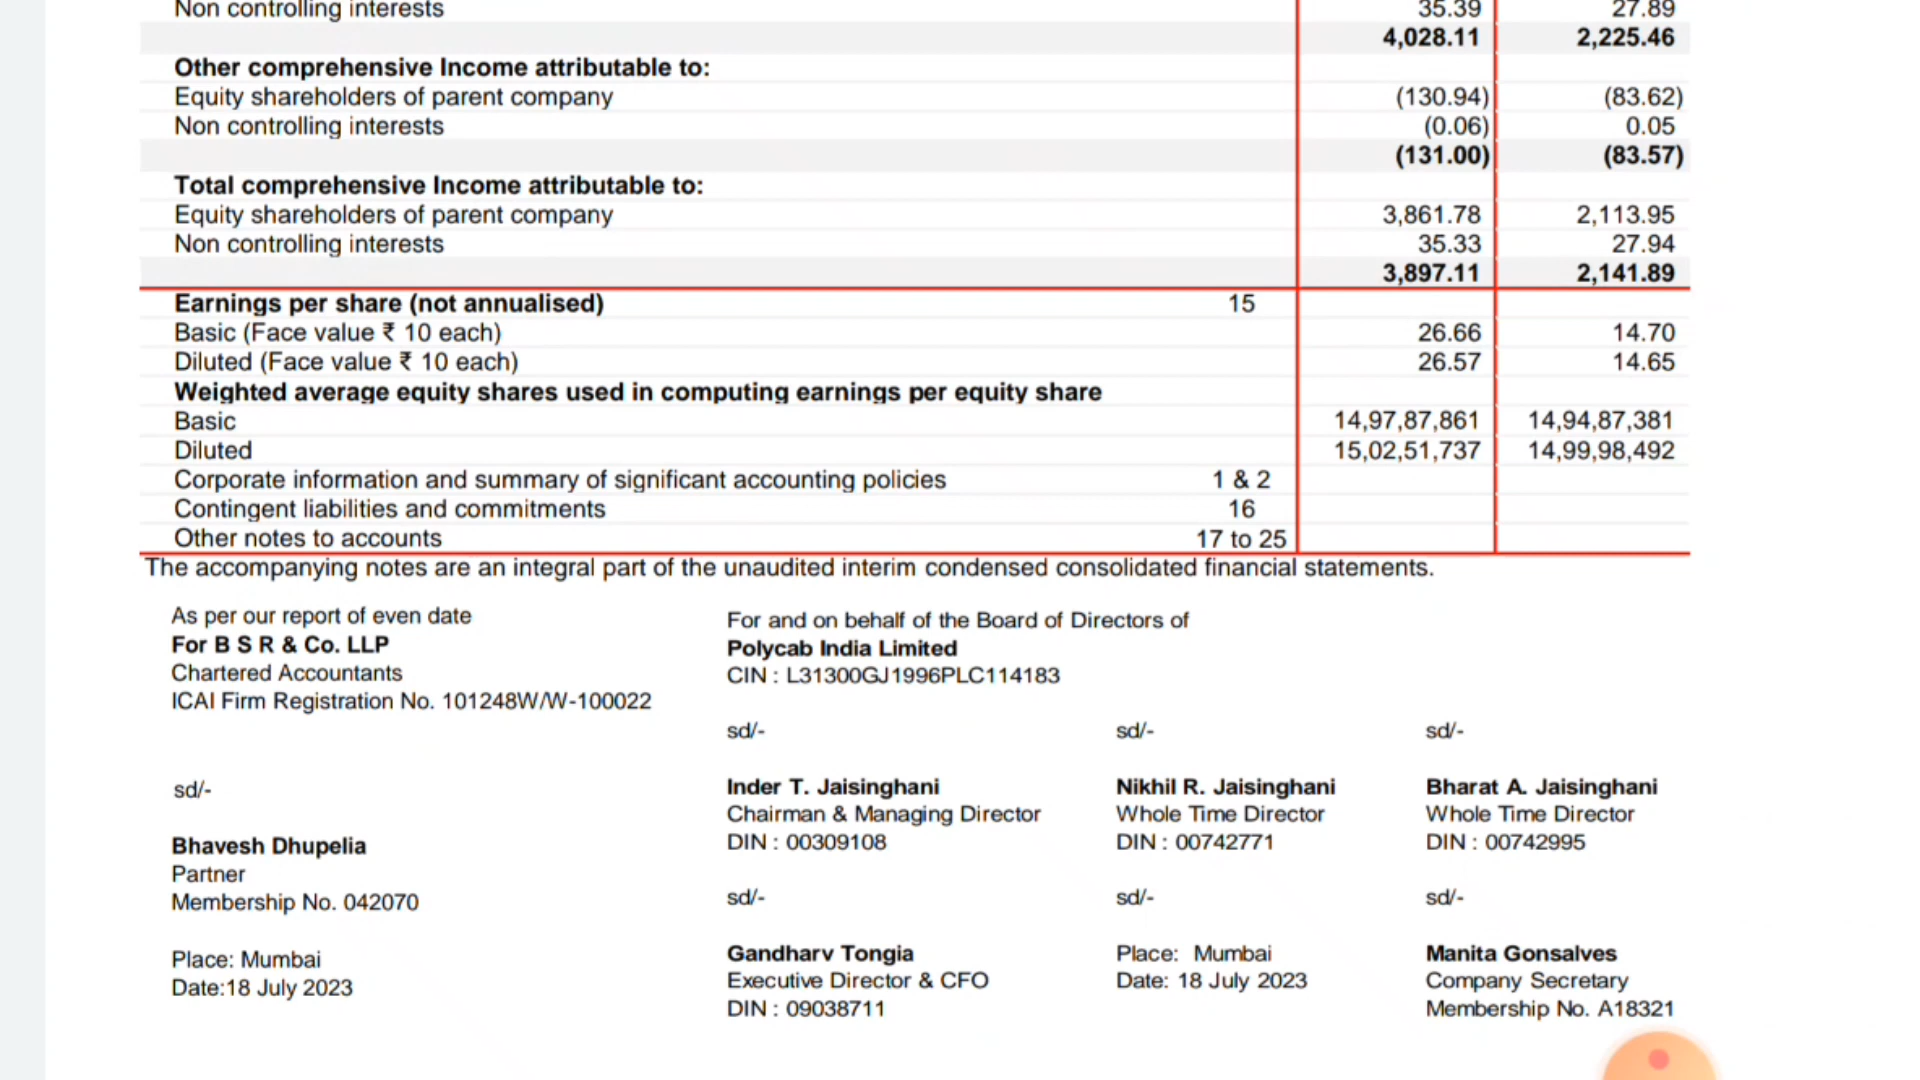 Non controlling interests 35.39 27.89
4,028.11 2,225.46
Other comprehensive Income attributable to:
Equity shareholders of parent company (130.94) (83.62)
Non controlling interests (0.06) 0.05
(131.00) (83.57)
Total comprehensive Income attributable to:
Equity shareholders of parent company 3,861.78 2,113.95
Non controlling interests 35.33 27.94
3,897.11 2,141.89
Earnings per share (not annualised) 15
Basic (Face value ₹ 10 each) 26.66 14.70
Diluted (Face value ₹ 10 each) 26.57 14.65
Weighted average equity shares used in computing earnings per equity share
Basic 14,97,87,861 14,94,87,381
Diluted 15,02,51,737 14,99,98,492
Corporate information and summary of significant accounting policies 1 & 2
Contingent liabilities and commitments 16
Other notes to accounts 17 to 25
The accompanying notes are an integral part of the unaudited interim condensed consolidated financial statements.
As per our report of even date
For B S R & Co. LLP
Chartered Accountants
ICAI Firm Registration No. 101248W/W-100022
sd/-
Bhavesh Dhupelia
Partner
Membership No. 042070
Place: Mumbai
Date:18 July 2023
For and on behalf of the Board of Directors of
Polycab India Limited
CIN : L31300GJ1996PLC114183
sd/- sd/- sd/-
Inder T. Jaisinghani Nikhil R. Jaisinghani Bharat A. Jaisinghani
Chairman & Managing Director Whole Time Director Whole Time Director
DIN : 00309108 DIN : 00742771 DIN : 00742995
sd/- sd/- sd/-
Gandharv Tongia Place: Mumbai Manita Gonsalves
Executive Director & CFO Date: 18 July 2023 Company Secretary
DIN : 09038711 Membership No. A18321